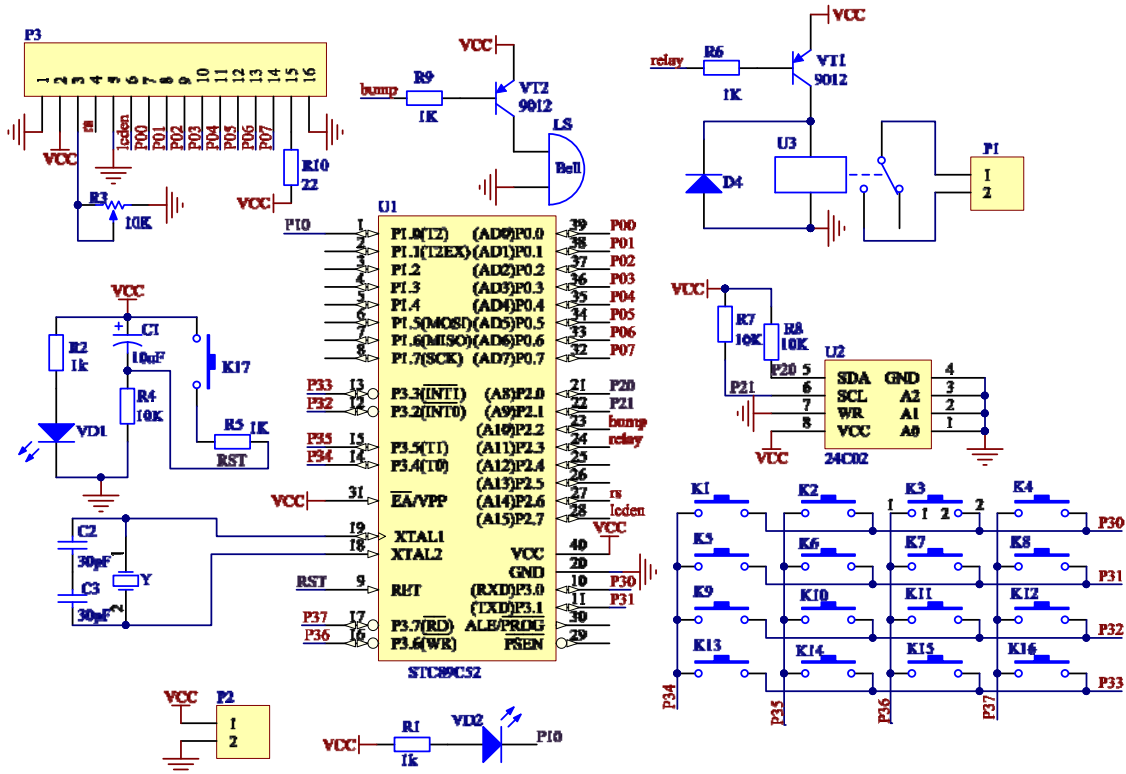 P3
1 2 3 4 5 6 7 8 9 10 11 12 13 14 15 16
rs
lcden
P00 P01 P02 P03 P04 P05 P06 P07
VCC
R10
22
VCC
R3
10K
VCC
bump
R9
1K
VT2
9012
LS
Bell
VCC
relay
R6
1K
VT1
9012
U3
D4
P1
1
2
U1
P10 1 P1.0(T2) (AD0)P0.0 39 P00
2 P1.1(T2EX) (AD1)P0.1 38 P01
3 P1.2 (AD2)P0.2 37 P02
4 P1.3 (AD3)P0.3 36 P03
5 P1.4 (AD4)P0.4 35 P04
6 P1.5(MOSI) (AD5)P0.5 34 P05
7 P1.6(MISO) (AD6)P0.6 33 P06
8 P1.7(SCK) (AD7)P0.7 32 P07
P33 13 P3.3(INT1) (A8)P2.0 21 P20
P32 12 P3.2(INT0) (A9)P2.1 22 P21
(A10)P2.2 23 bump
P35 15 P3.5(T1) (A11)P2.3 24 relay
P34 14 P3.4(T0) (A12)P2.4 25
(A13)P2.5 26
VCC 31 EA/VPP (A14)P2.6 27 rs
(A15)P2.7 28 lcden
19 XTAL1
18 XTAL2 VCC 40 VCC
GND 20
RST 9 RET (RXD)P3.0 10 P30
(TXD)P3.1 11 P31
P37 17 P3.7(RD) ALE/PROG 30
P36 16 P3.6(WR) PSEN 29
STC89C52
VCC
R2
1k
VD1
C1
+
10uF
R4
10K
K17
R5
1K
RST
C2
30pF
C3
30pF
1
Y
2
VCC
R7
10K
R8
10K
U2
P20 5 SDA GND 4
P21 6 SCL A2 3
7 WR A1 2
8 VCC A0 1
VCC
24C02
K1 K2 K3 K4
1 1 2 2
P30
K5 K6 K7 K8
P31
K9 K10 K11 K12
P32
K13 K14 K15 K16
P33
P34 P35 P36 P37
VCC
P2
1
2
VCC
R1
1k
VD2
P10